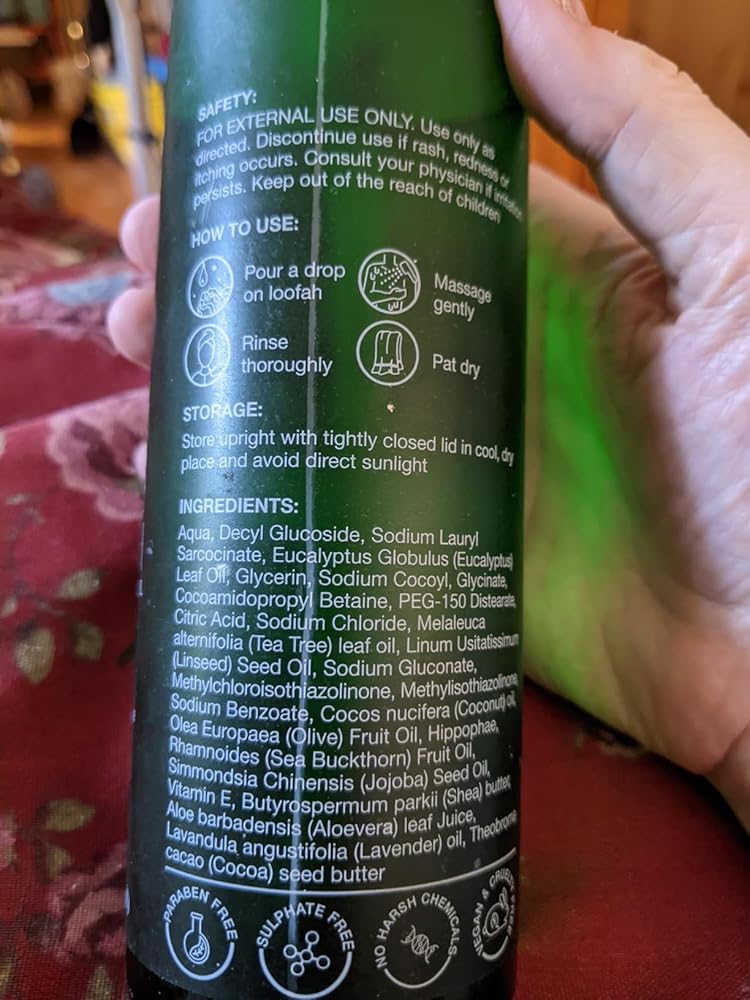 SAFETY:
FOR EXTERNAL USE ONLY. Use only as
directed. Discontinue use if rash, redness or
itching occurs. Consult your physician if irritation
persists. Keep out of the reach of children
HOW TO USE:
Pour a drop
on loofah
Massage
gently
Rinse
thoroughly
Pat dry
STORAGE:
Store upright with tightly closed lid in cool, dry
place and avoid direct sunlight
INGREDIENTS:
Aqua, Decyl Glucoside, Sodium Lauryl
Sarcocinate, Eucalyptus Globulus (Eucalyptus)
Leaf Oil, Glycerin, Sodium Cocoyl, Glycinate,
Cocoamidopropyl Betaine, PEG-150 Distearate,
Citric Acid, Sodium Chloride, Melaleuca
alternifolia (Tea Tree) leaf oil, Linum Usitatissimum
(Linseed) Seed Oil, Sodium Gluconate,
Methylchloroisothiazolinone, Methylisothiazolinone,
Sodium Benzoate, Cocos nucifera (Coconut) oil,
Olea Europaea (Olive) Fruit Oil, Hippophae,
Rhamnoides (Sea Buckthorn) Fruit Oil,
Simmondsia Chinensis (Jojoba) Seed Oil,
Vitamin E, Butyrospermum parkii (Shea) butter,
Aloe barbadensis (Aloevera) leaf Juice,
Lavandula angustifolia (Lavender) oil, Theobroma
cacao (Cocoa) seed butter
PARABEN FREE
SULPHATE FREE
NO HARSH CHEMICALS
VEGAN & CRUELTY FREE